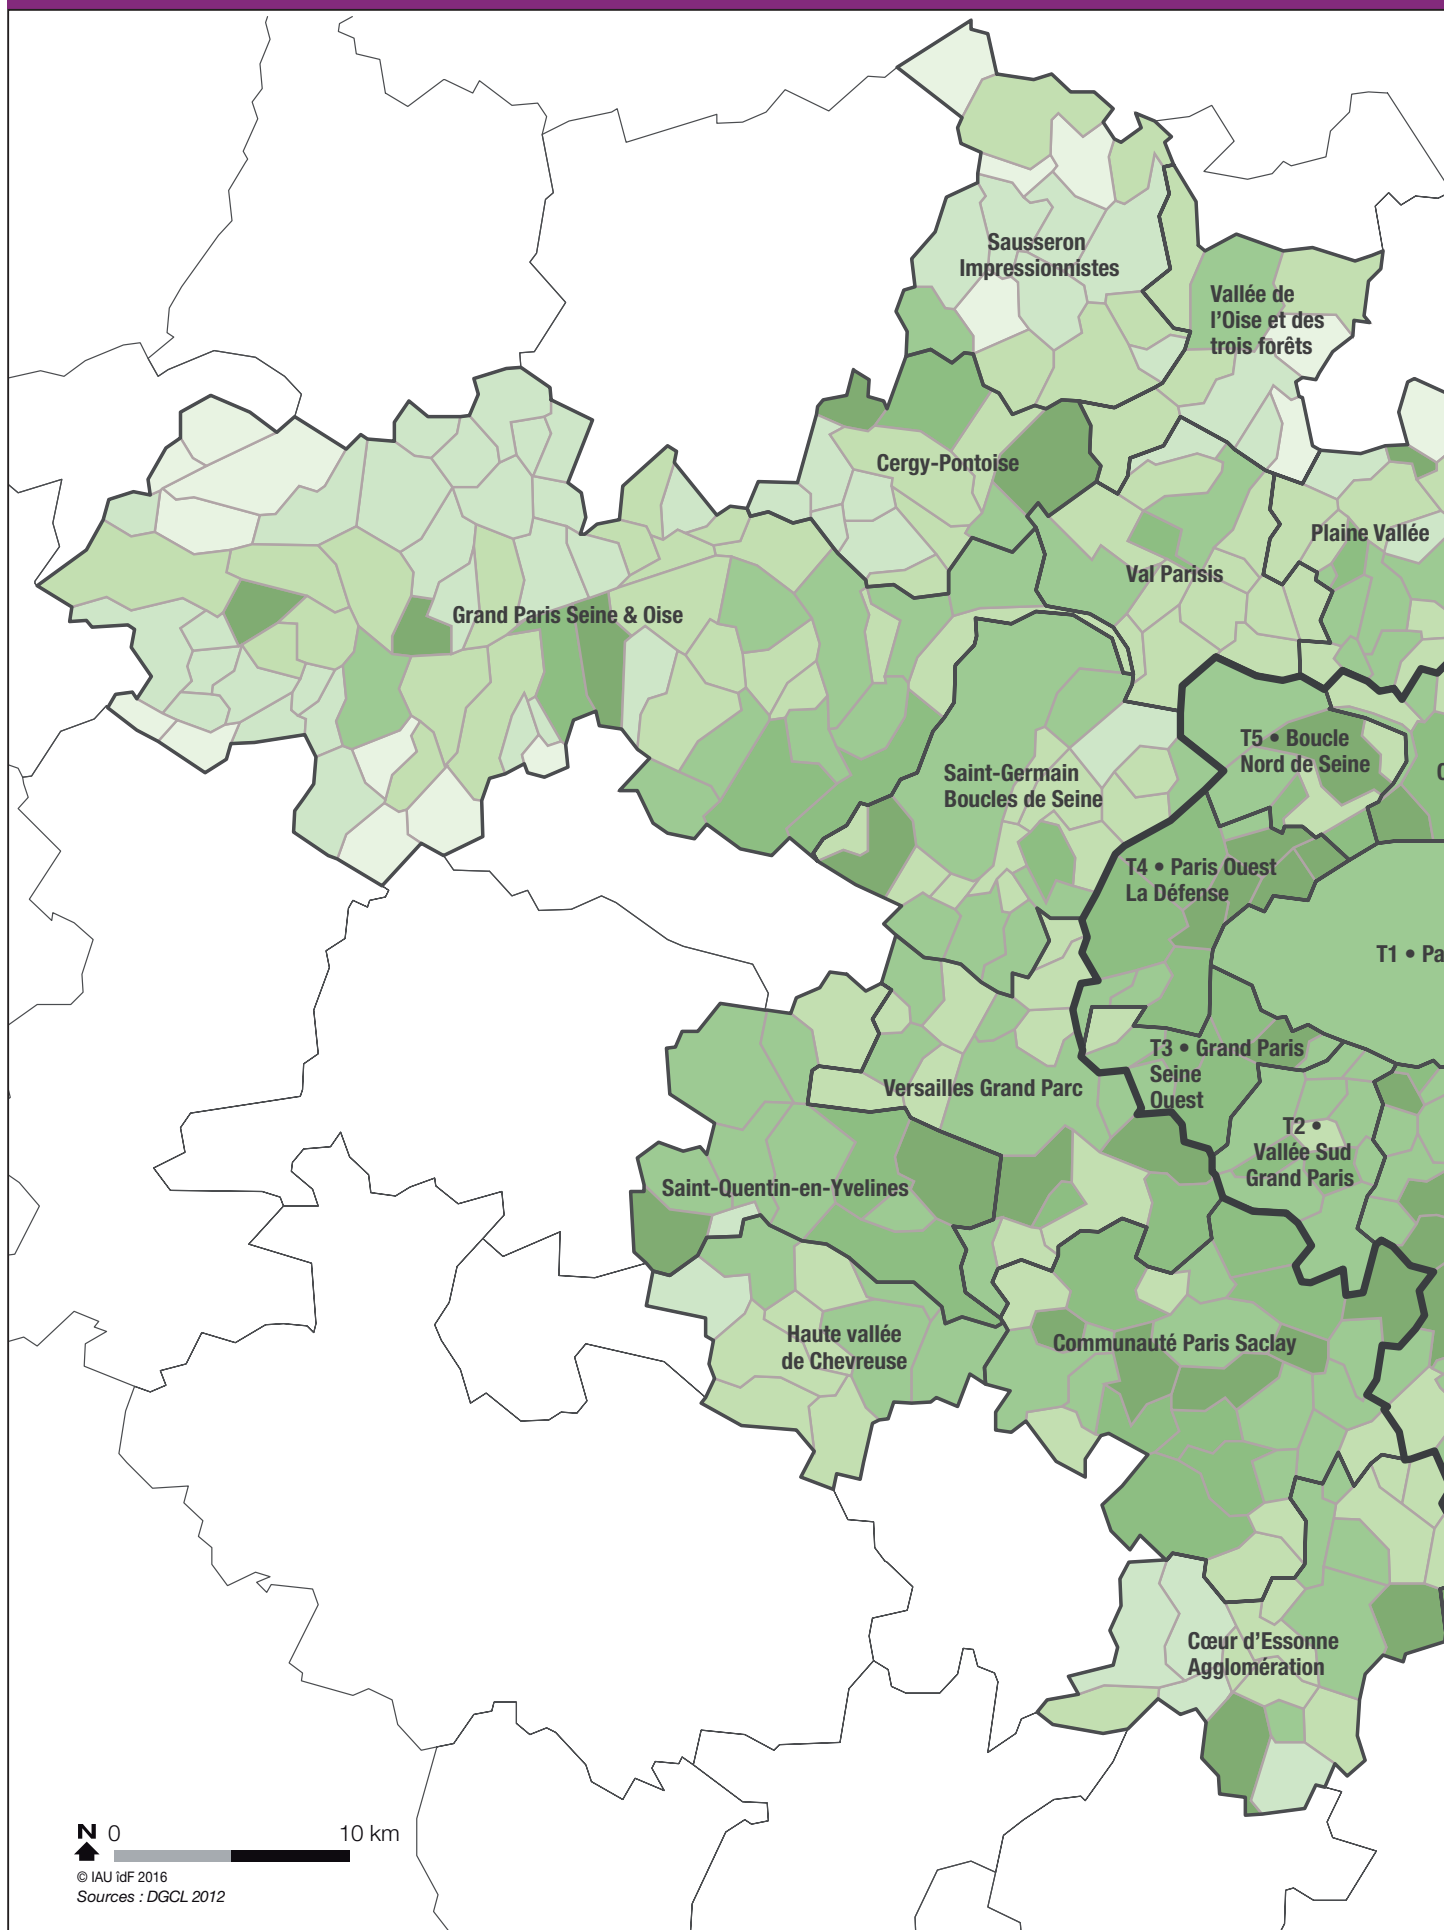 Sausseron
Impressionnistes
Vallée de
l'Oise et des
trois forêts
Cergy-Pontoise
Plaine Vallée
Val Parisis
Grand Paris Seine & Oise
T5 • Boucle
Nord de Seine
Saint-Germain
Boucles de Seine
T4 • Paris Ouest
La Défense
T1 • Pa
T3 • Grand Paris
Seine
Ouest
Versailles Grand Parc
T2 •
Vallée Sud
Grand Paris
Saint-Quentin-en-Yvelines
Haute vallée
de Chevreuse
Communauté Paris Saclay
Cœur d'Essonne
Agglomération
N 0 10 km
© IAU îdF 2016
Sources : DGCL 2012